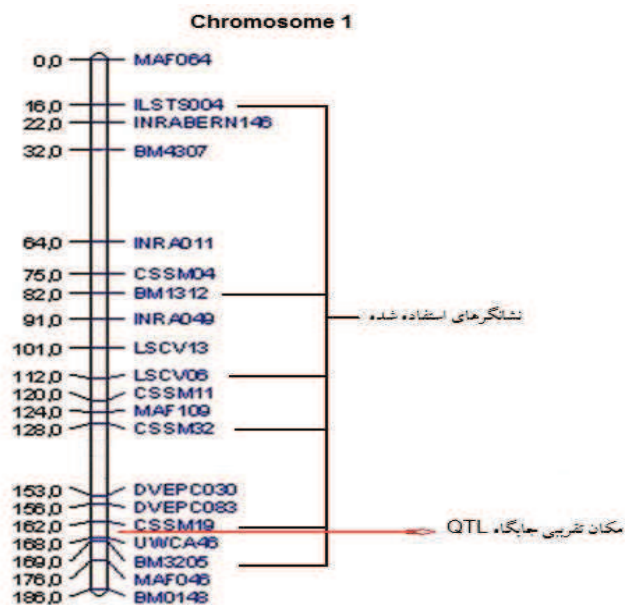 Chromosome 1
0,0 MAF064
16,0 ILSTS004
22,0 INRABERN146
32,0 BM4307
64,0 INRA011
75,0 CSSM04
82,0 BM1312
91,0 INRA049
نشانگرهای استفاده شده
101,0 LSCV13
112,0 LSCV06
120,0 CSSM11
124,0 MAF109
128,0 CSSM32
153,0 DVEPC030
156,0 DVEPC083
162,0 CSSM19
مکان تقریبی جایگاه QTL
168,0 UWCA46
169,0 BM3205
176,0 MAF046
186,0 BM0143